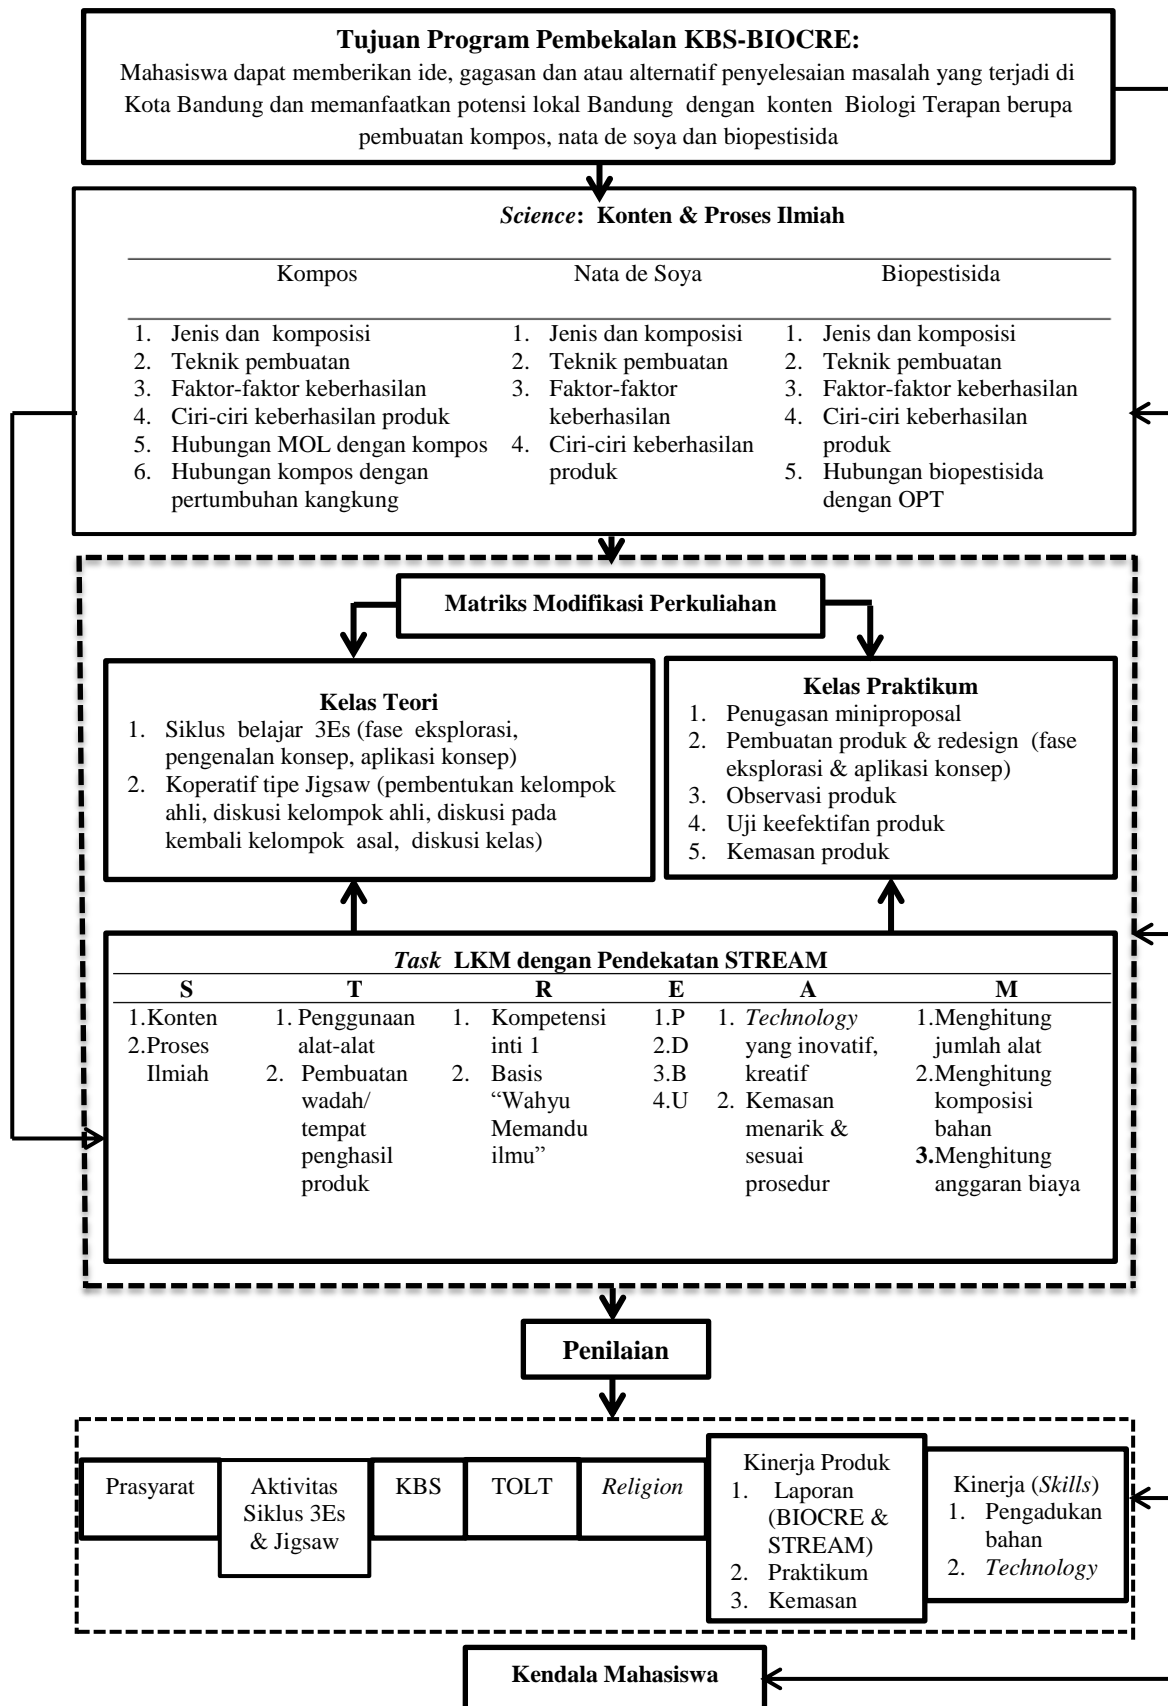 Tujuan Program Pembekalan KBS-BIOCRE:
Mahasiswa dapat memberikan ide, gagasan dan atau alternatif penyelesaian masalah yang terjadi di
Kota Bandung dan memanfaatkan potensi lokal Bandung dengan konten Biologi Terapan berupa
pembuatan kompos, nata de soya dan biopestisida
Science: Konten & Proses Ilmiah
Kompos
1. Jenis dan komposisi
2. Teknik pembuatan
3. Faktor-faktor keberhasilan
4. Ciri-ciri keberhasilan produk
5. Hubungan MOL dengan kompos
6. Hubungan kompos dengan
pertumbuhan kangkung
Nata de Soya
1. Jenis dan komposisi
2. Teknik pembuatan
3. Faktor-faktor
keberhasilan
4. Ciri-ciri keberhasilan
produk
Biopestisida
1. Jenis dan komposisi
2. Teknik pembuatan
3. Faktor-faktor keberhasilan
4. Ciri-ciri keberhasilan
produk
5. Hubungan biopestisida
dengan OPT
Matriks Modifikasi Perkuliahan
Kelas Teori
1. Siklus belajar 3Es (fase eksplorasi,
pengenalan konsep, aplikasi konsep)
2. Koperatif tipe Jigsaw (pembentukan kelompok
ahli, diskusi kelompok ahli, diskusi pada
kembali kelompok asal, diskusi kelas)
Kelas Praktikum
1. Penugasan miniproposal
2. Pembuatan produk & redesign (fase
eksplorasi & aplikasi konsep)
3. Observasi produk
4. Uji keefektifan produk
5. Kemasan produk
Task LKM dengan Pendekatan STREAM
S
1.Konten
2.Proses
Ilmiah
T
1. Penggunaan
alat-alat
2. Pembuatan
wadah/
tempat
penghasil
produk
R
1. Kompetensi
inti 1
2. Basis
“Wahyu
Memandu
ilmu”
E
1.P
2.D
3.B
4.U
A
1. Technology
yang inovatif,
kreatif
2. Kemasan
menarik &
sesuai
prosedur
M
1.Menghitung
jumlah alat
2.Menghitung
komposisi
bahan
3.Menghitung
anggaran biaya
Penilaian
Prasyarat
Aktivitas
Siklus 3Es
& Jigsaw
KBS
TOLT
Religion
Kinerja Produk
1. Laporan
(BIOCRE &
STREAM)
2. Praktikum
3. Kemasan
Kinerja (Skills)
1. Pengadukan
bahan
2. Technology
Kendala Mahasiswa